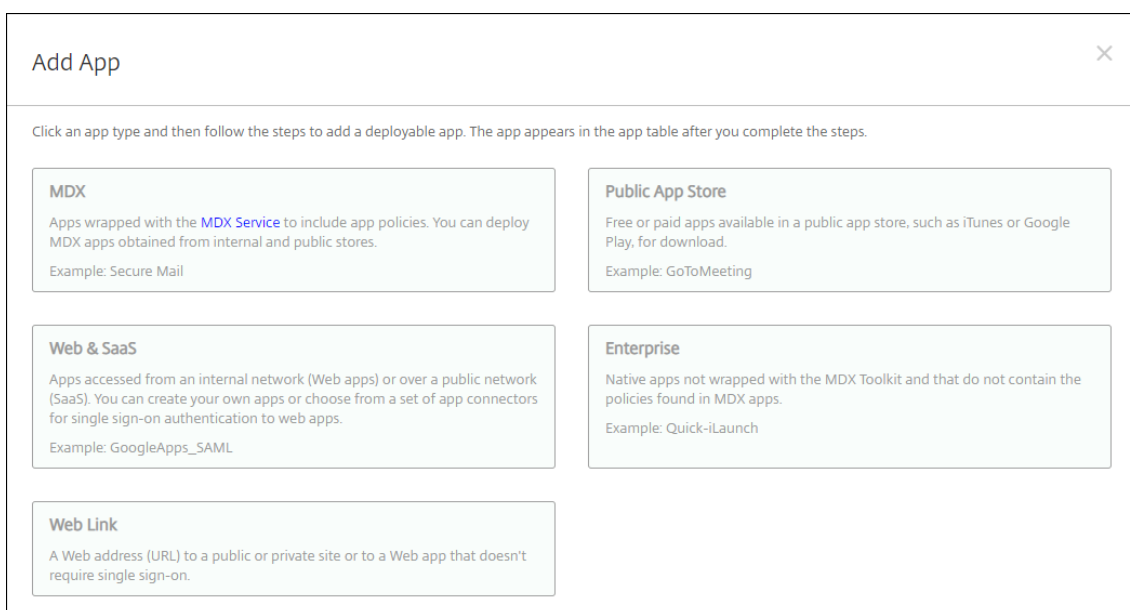 Add App
Click an app type and then follow the steps to add a deployable app. The app appears in the app table after you complete the steps.
MDX
Apps wrapped with the MDX Service to include app policies. You can deploy
MDX apps obtained from internal and public stores.
Example: Secure Mail
Public App Store
Free or paid apps available in a public app store, such as iTunes or Google
Play, for download.
Example: GoToMeeting
Web & SaaS
Apps accessed from an internal network (Web apps) or over a public network
(SaaS). You can create your own apps or choose from a set of app connectors
for single sign-on authentication to web apps.
Example: GoogleApps_SAML
Enterprise
Native apps not wrapped with the MDX Toolkit and that do not contain the
policies found in MDX apps.
Example: Quick-iLaunch
Web Link
A Web address (URL) to a public or private site or to a Web app that doesn't
require single sign-on.